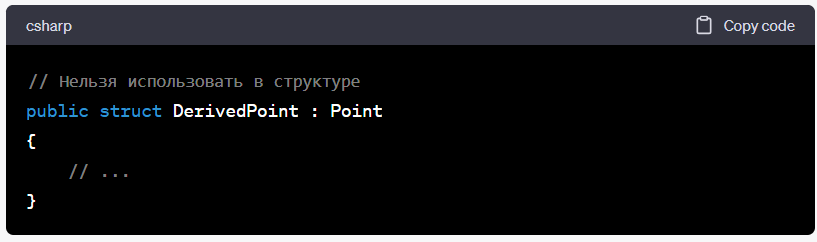 csharp
Copy code
// Нельзя использовать в структуре
public struct DerivedPoint : Point
{
// ...
}